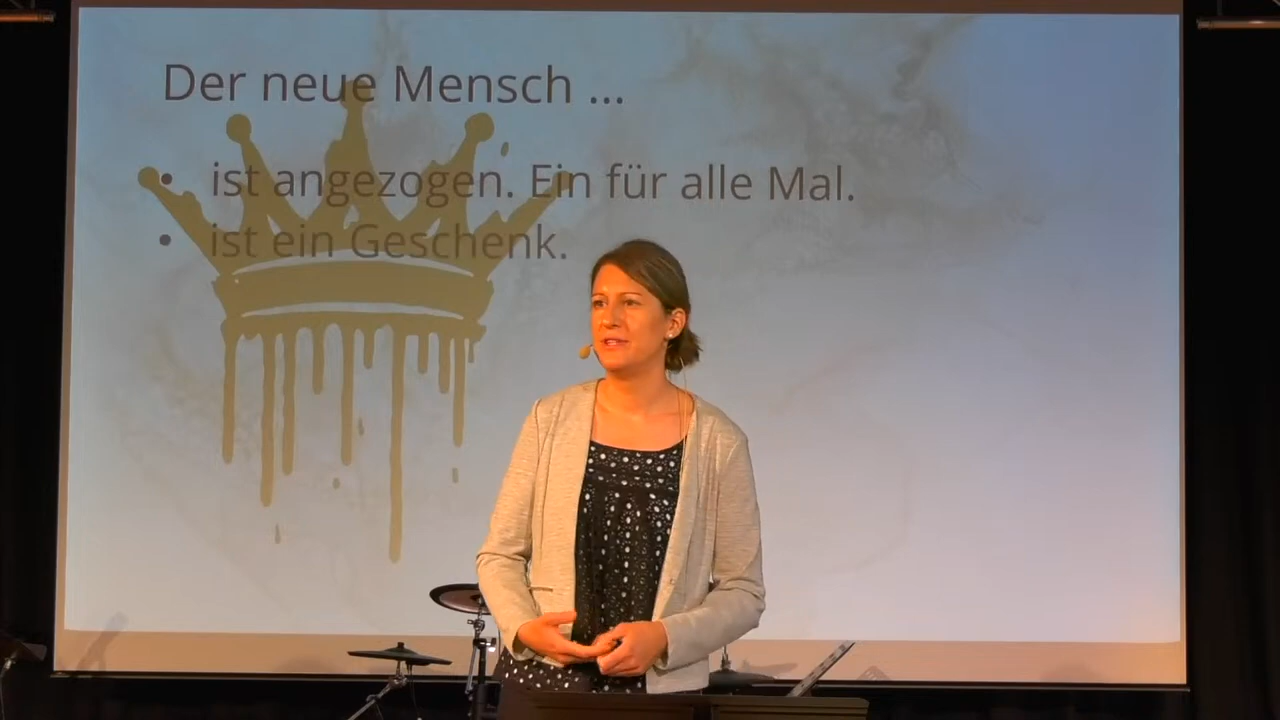 Der neue Mensch ...
• ist angezogen. Ein für alle Mal.
• ist ein Geschenk.